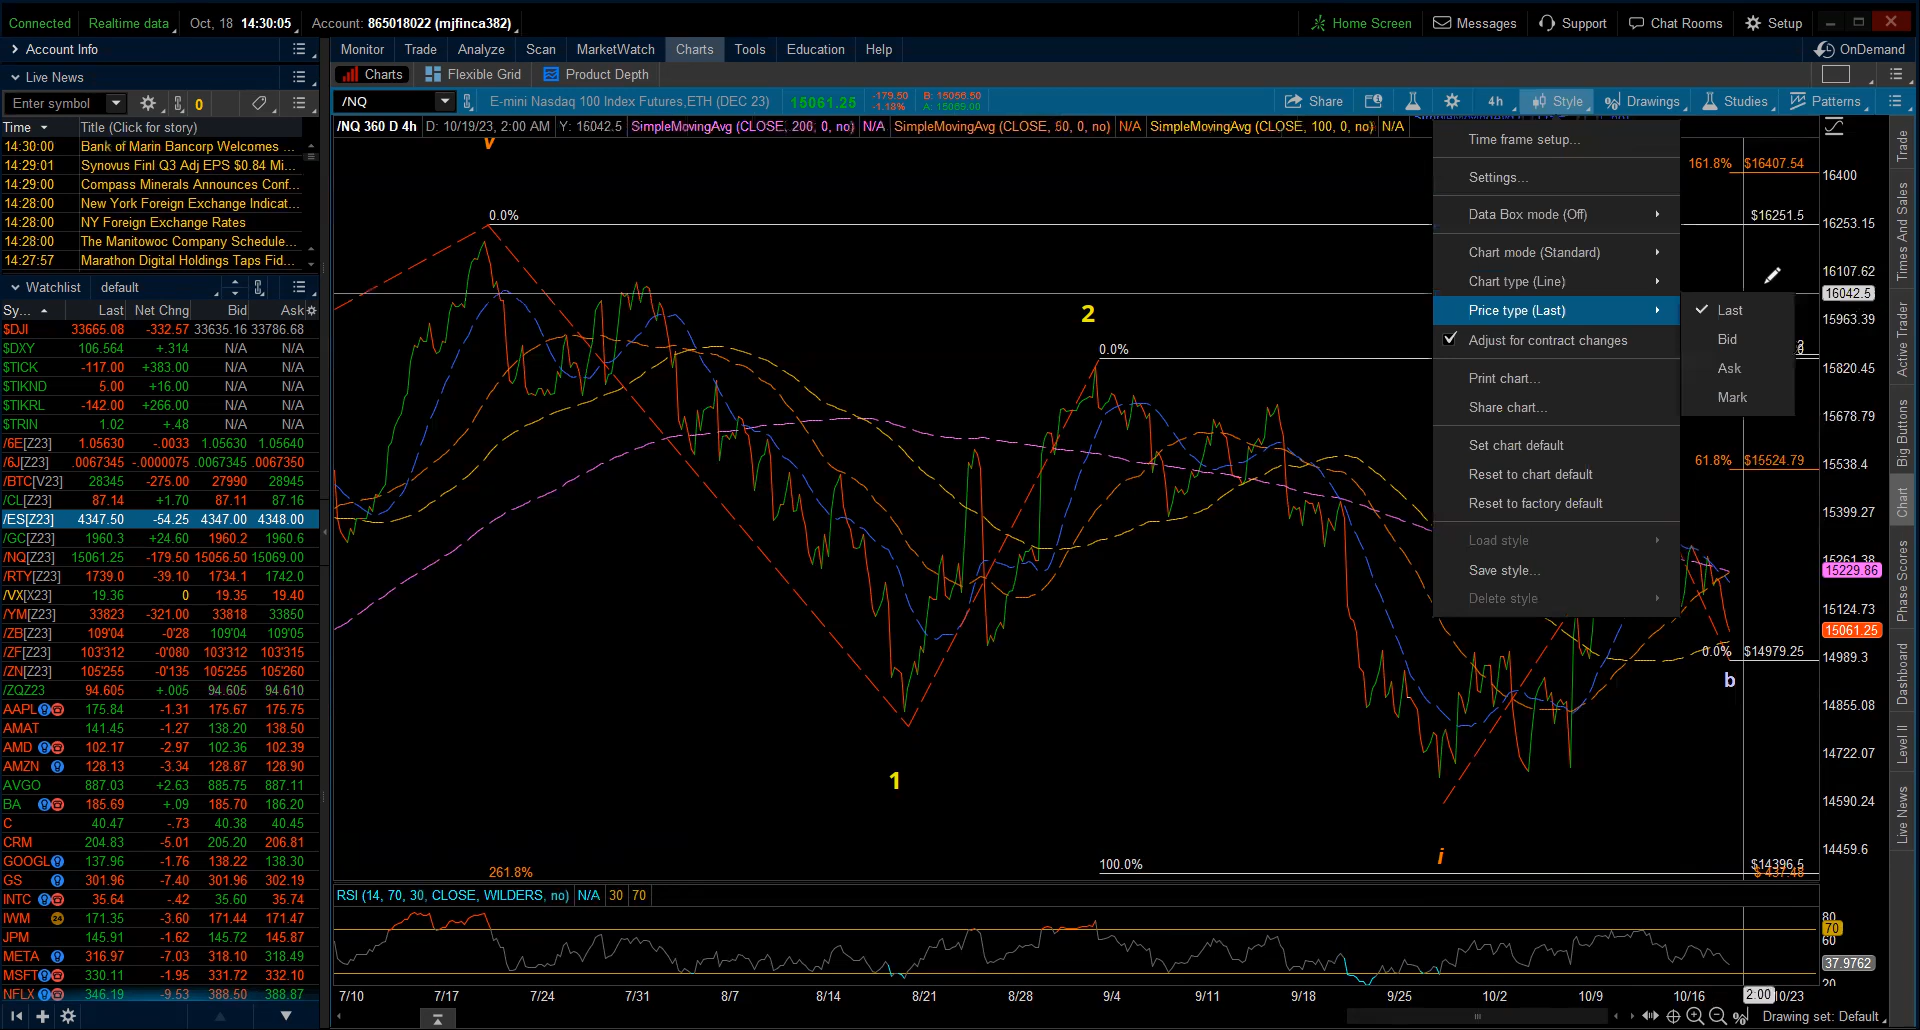 Connected Realtime data Oct, 18 14:30:05 Account: 865018022 (mjfinca382) Home Screen Messages Support Chat Rooms Setup
Account Info Monitor Trade Analyze Scan MarketWatch Charts Tools Education Help OnDemand
Live News Charts Flexible Grid Product Depth
Enter symbol 0 /NQ E-mini Nasdaq 100 Index Futures,ETH (DEC 23) 15061.25 -179.50 -1.18% B: 15056.50 A: 15069.00 Share 4h Style Drawings Studies Patterns
/NQ 360 D 4h D: 10/19/23, 2:00 AM Y: 15042.5 SimpleMovingAvg (CLOSE, 200, 0, no) N/A SimpleMovingAvg (CLOSE, 50, 0, no) N/A SimpleMovingAvg (CLOSE, 100, 0, no) N/A
Time Title (Click for story)
14:30:00 Bank of Marin Bancorp Welcomes ...
14:29:01 Synovus Finl Q3 Adj EPS $0.84 Mi...
14:29:00 Compass Minerals Announces Conf...
14:28:00 New York Foreign Exchange Indicat...
14:28:00 NY Foreign Exchange Rates
14:28:00 The Manitowoc Company Schedule...
14:27:57 Marathon Digital Holdings Taps Fid...
Watchlist default
Sy... Last Net Chng Bid Ask
$DJI 33665.08 -332.57 33635.16 33786.68
$DXY 106.564 +.314 N/A N/A
$TICK -117.00 +383.00 N/A N/A
$TIKND 5.00 +16.00 N/A N/A
$TIKRL -142.00 +266.00 N/A N/A
$TRIN 1.02 +.48 N/A N/A
/6E[Z23] 1.05630 -.0033 1.05630 1.05640
/6J[Z23] .0067345 -.0000075 .0067345 .0067350
/BTC[V23] 28345 -275.00 27990 28945
/CL[Z23] 87.14 +1.70 87.11 87.16
/ES[Z23] 4347.50 -54.25 4347.00 4348.00
/GC[Z23] 1960.3 +24.60 1960.2 1960.6
/NQ[Z23] 15061.25 -179.50 15056.50 15069.00
/RTY[Z23] 1739.0 -39.10 1734.1 1742.0
/VX[X23] 19.36 0 19.35 19.40
/YM[Z23] 33823 -321.00 33818 33850
/ZB[Z23] 109'04 -0'28 109'04 109'05
/ZF[Z23] 103'312 -0'080 103'312 103'315
/ZN[Z23] 105'255 -0'135 105'255 105'260
/ZQZ23 94.605 +.005 94.605 94.610
AAPL 175.84 -1.31 175.67 175.75
AMAT 141.45 -1.27 138.20 138.50
AMD 102.17 -2.97 102.36 102.39
AMZN 128.13 -3.34 128.87 128.90
AVGO 887.03 +2.63 885.75 887.11
BA 185.69 +.09 185.70 186.20
C 40.47 -.73 40.38 40.45
CRM 204.83 -5.01 205.20 206.81
GOOGL 137.96 -1.76 138.22 138.30
GS 301.96 -7.40 301.96 302.19
INTC 35.64 -.42 35.60 35.74
IWM 24 171.35 -3.60 171.44 171.47
JPM 145.91 -1.62 145.72 145.87
META 316.97 -7.03 318.10 318.49
MSFT 330.11 -1.95 331.72 332.10
NFLX 346.19 -9.53 388.50 388.87
v
0.0%
2
0.0%
1
i
b
261.8%
100.0%
0.0%
Time frame setup...
Settings...
Data Box mode (Off)
Chart mode (Standard)
Chart type (Line)
Price type (Last)
Adjust for contract changes
Print chart...
Share chart...
Set chart default
Reset to chart default
Reset to factory default
Load style
Save style...
Delete style
Last
Bid
Ask
Mark
161.8% $16407.54
$16251.5
61.8% $15524.79
$14979.25
$14396.5
16400
16253.15
16107.62
16042.5
15963.39
15820.45
15678.79
15538.4
15399.27
15261.38
15229.86
15124.73
15061.25
14989.3
14855.08
14722.07
14590.24
14459.6
RSI (14, 70, 30, CLOSE, WILDERS, no) N/A 30 70
80
70
60
37.9762
20
7/10 7/17 7/24 7/31 8/7 8/14 8/21 8/28 9/4 9/11 9/18 9/25 10/2 10/9 10/16 2:00 10/23
Drawing set: Default
Trade
Times And Sales
Active Trader
Big Buttons
Chart
Phase Scores
Dashboard
Level II
Live News